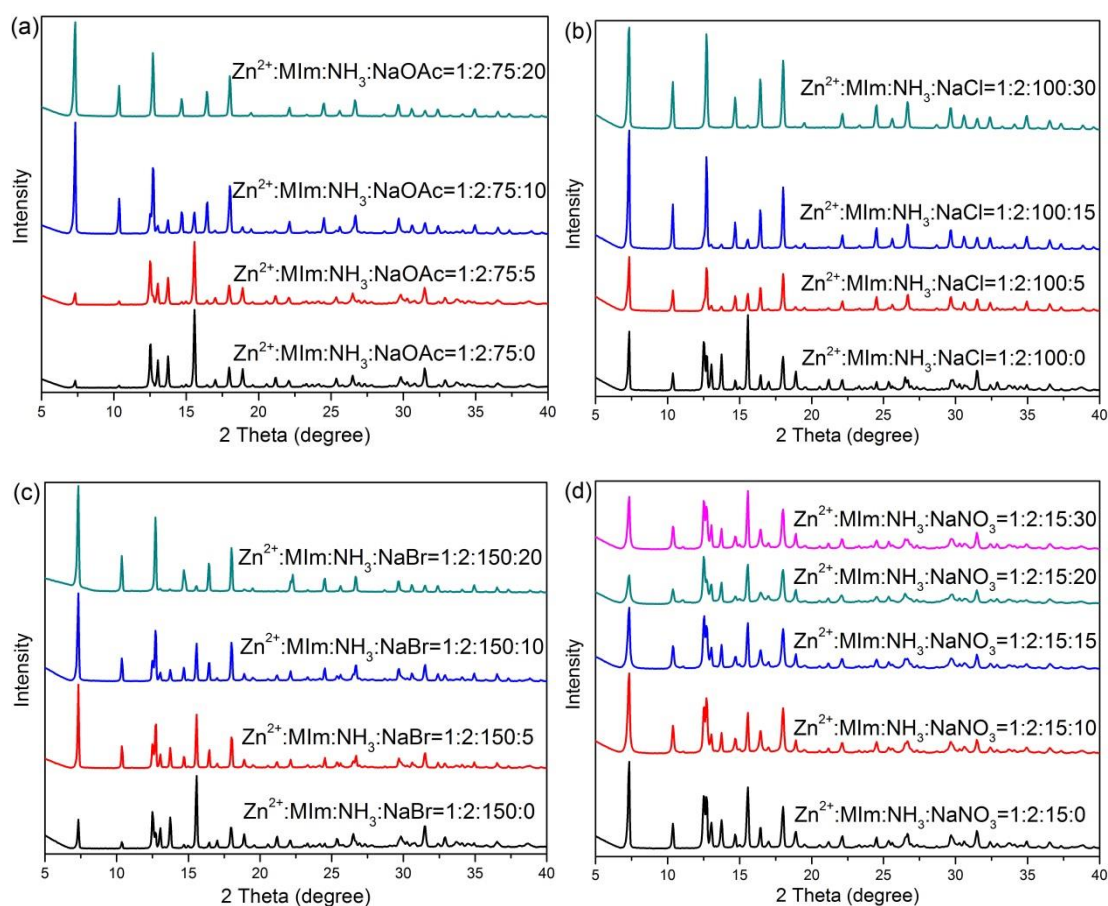 (a)
Zn²⁺:MIm:NH₃:NaOAc=1:2:75:20
Zn²⁺:MIm:NH₃:NaOAc=1:2:75:10
Zn²⁺:MIm:NH₃:NaOAc=1:2:75:5
Zn²⁺:MIm:NH₃:NaOAc=1:2:75:0
Intensity
5 10 15 20 25 30 35 40
2 Theta (degree)
(b)
Zn²⁺:MIm:NH₃:NaCl=1:2:100:30
Zn²⁺:MIm:NH₃:NaCl=1:2:100:15
Zn²⁺:MIm:NH₃:NaCl=1:2:100:5
Zn²⁺:MIm:NH₃:NaCl=1:2:100:0
Intensity
5 10 15 20 25 30 35 40
2 Theta (degree)
(c)
Zn²⁺:MIm:NH₃:NaBr=1:2:150:20
Zn²⁺:MIm:NH₃:NaBr=1:2:150:10
Zn²⁺:MIm:NH₃:NaBr=1:2:150:5
Zn²⁺:MIm:NH₃:NaBr=1:2:150:0
Intensity
5 10 15 20 25 30 35 40
2 Theta (degree)
(d)
Zn²⁺:MIm:NH₃:NaNO₃=1:2:15:30
Zn²⁺:MIm:NH₃:NaNO₃=1:2:15:20
Zn²⁺:MIm:NH₃:NaNO₃=1:2:15:15
Zn²⁺:MIm:NH₃:NaNO₃=1:2:15:10
Zn²⁺:MIm:NH₃:NaNO₃=1:2:15:0
Intensity
5 10 15 20 25 30 35 40
2 Theta (degree)